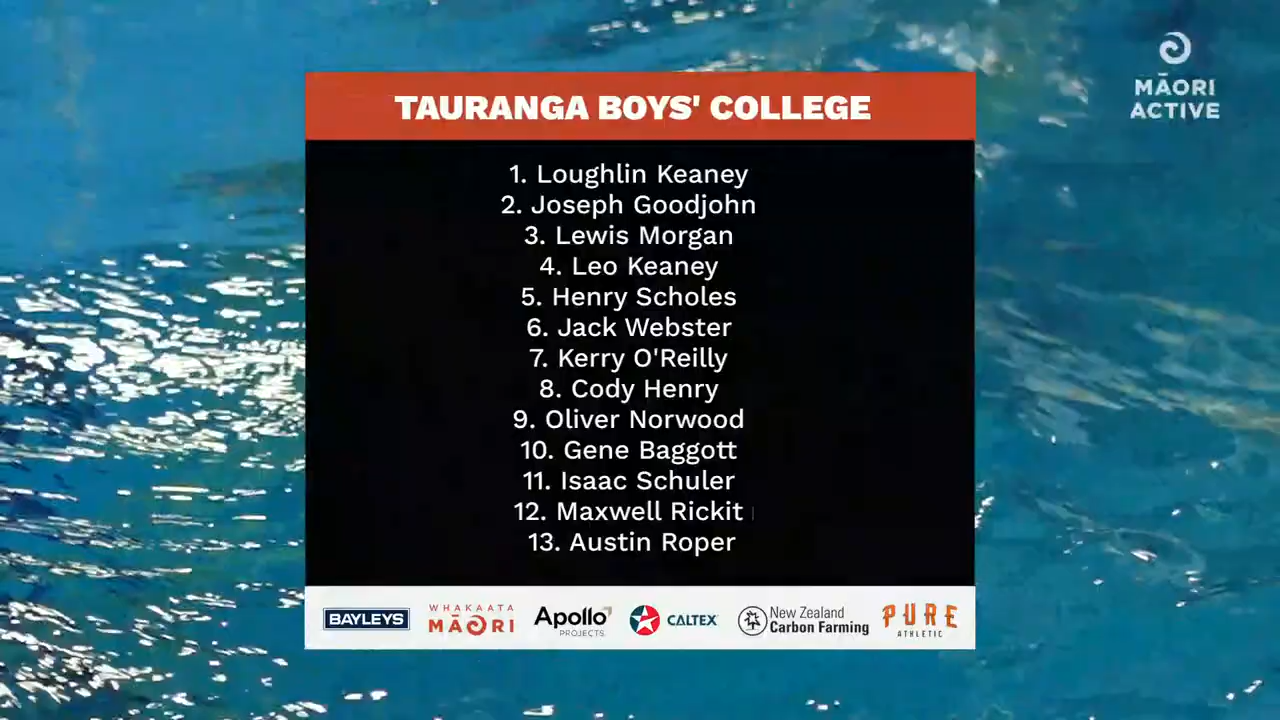 MĀORI
ACTIVE
TAURANGA BOYS' COLLEGE
1. Loughlin Keaney
2. Joseph Goodjohn
3. Lewis Morgan
4. Leo Keaney
5. Henry Scholes
6. Jack Webster
7. Kerry O'Reilly
8. Cody Henry
9. Oliver Norwood
10. Gene Baggott
11. Isaac Schuler
12. Maxwell Rickit
13. Austin Roper
BAYLEYS
WHAKAATA
MĀORI
Apollo
PROJECTS
CALTEX
New Zealand
Carbon Farming
PURE
ATHLETIC